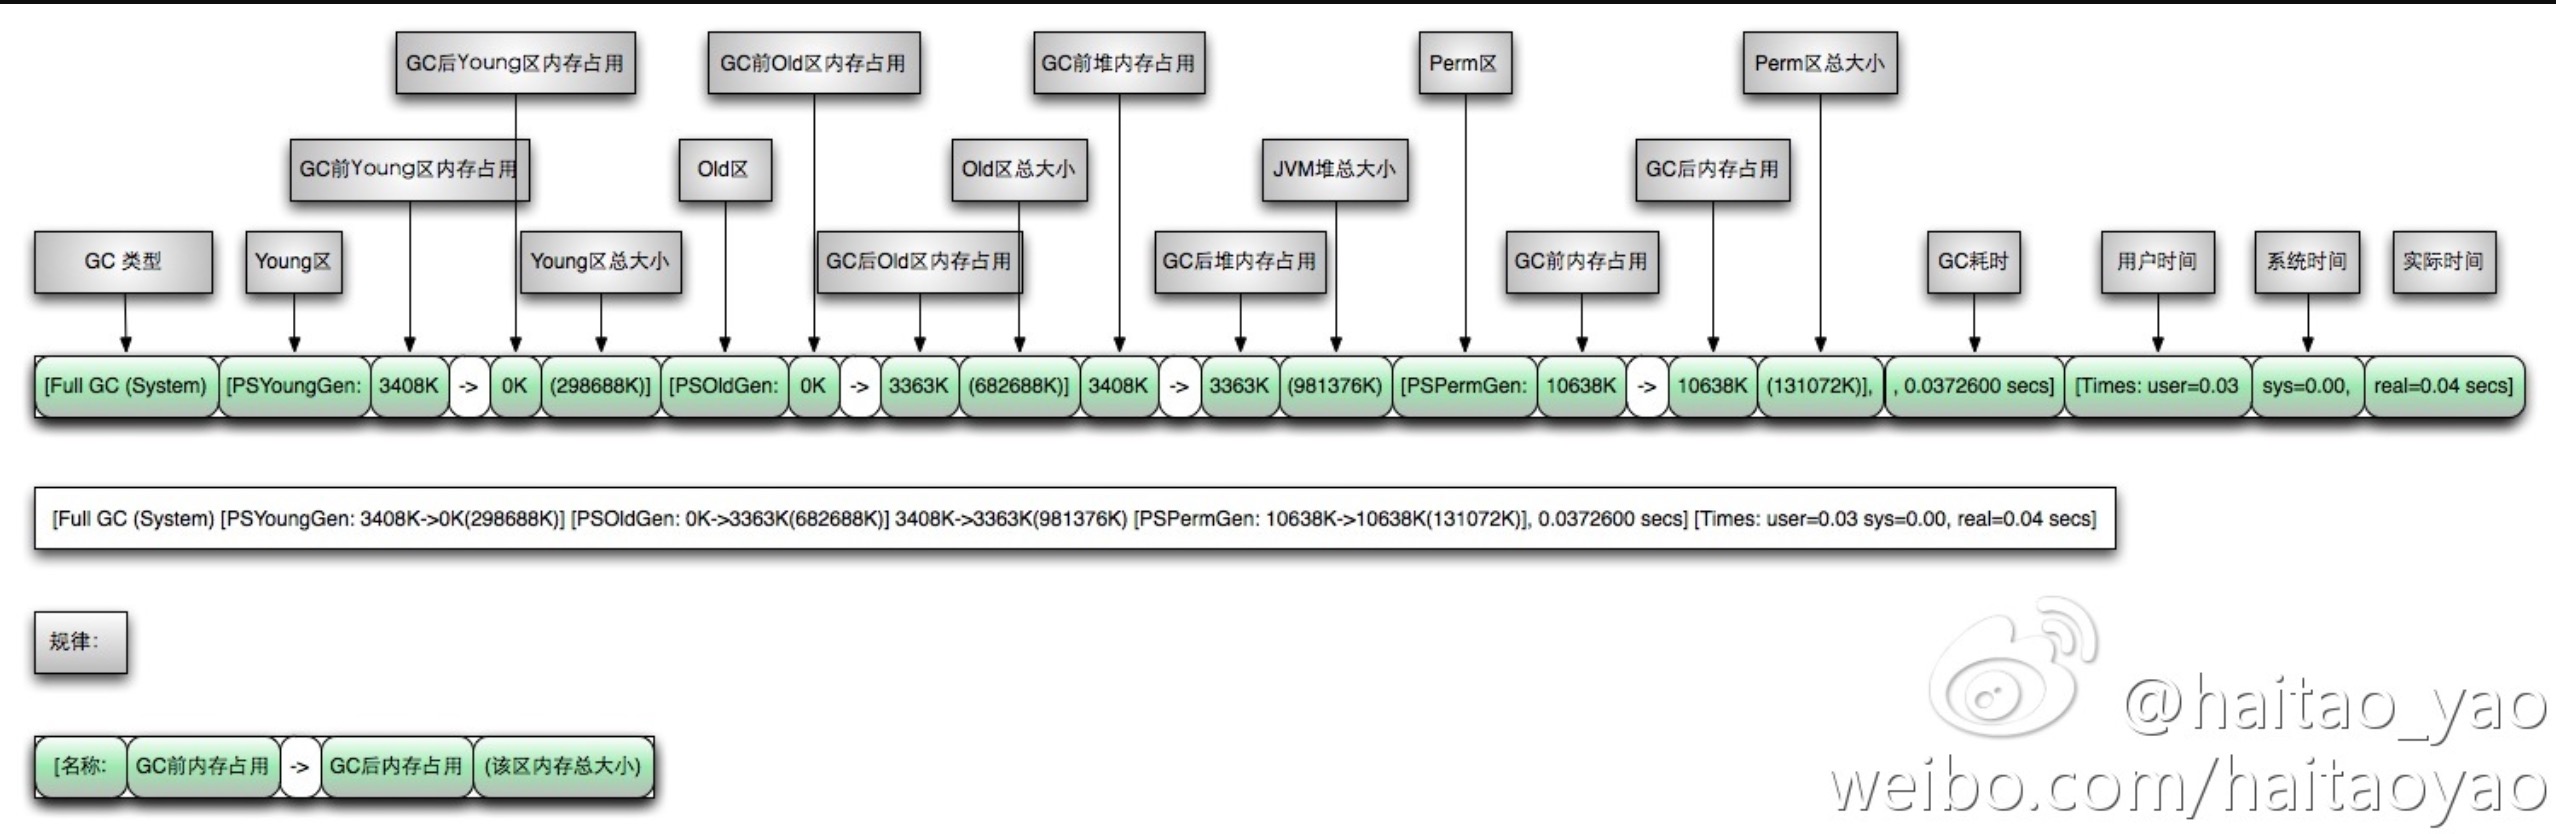 GC后Young区内存占用 GC前Old区内存占用 GC前堆内存占用 Perm区 Perm区总大小
GC前Young区内存占用 Old区 Old区总大小 JVM堆总大小 GC后内存占用
GC 类型 Young区 Young区总大小 GC后Old区内存占用 GC后堆内存占用 GC前内存占用 GC耗时 用户时间 系统时间 实际时间
[Full GC (System) [PSYoungGen: 3408K -> 0K (298688K)] [PSOldGen: 0K -> 3363K (682688K)] 3408K -> 3363K (981376K) [PSPermGen: 10638K -> 10638K (131072K)], , 0.0372600 secs] [Times: user=0.03 sys=0.00, real=0.04 secs]
[Full GC (System) [PSYoungGen: 3408K->0K(298688K)] [PSOldGen: 0K->3363K(682688K)] 3408K->3363K(981376K) [PSPermGen: 10638K->10638K(131072K)], 0.0372600 secs] [Times: user=0.03 sys=0.00, real=0.04 secs]
规律:
[名称: GC前内存占用 -> GC后内存占用 (该区内存总大小)
@haitao_yao
weibo.com/haitaoyao